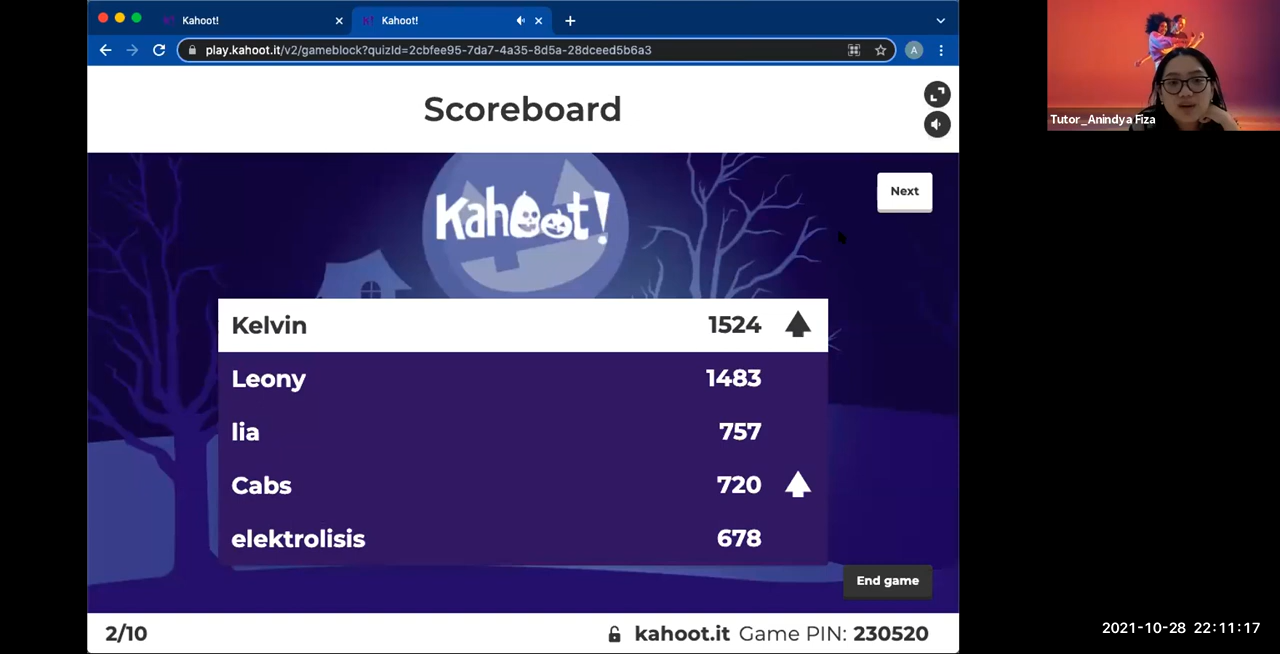 Kahoot!
Kahoot!
play.kahoot.it/v2/gameblock?quizId=2cbfee95-7da7-4a35-8d5a-28dceed5b6a3
A
Scoreboard
Tutor_Anindya Fiza
Kahoot!
Next
Kelvin 1524
Leony 1483
lia 757
Cabs 720
elektrolisis 678
End game
2/10
kahoot.it Game PIN: 230520
2021-10-28 22:11:17